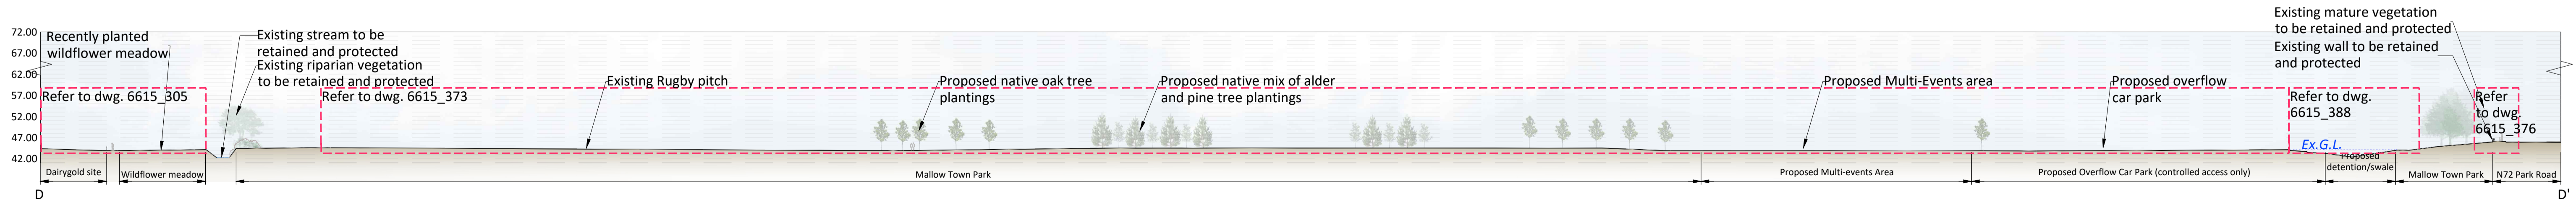 72.00
67.00
62.00
57.00
52.00
47.00
42.00
Recently planted
wildflower meadow
Existing stream to be
retained and protected
Existing riparian vegetation
to be retained and protected
Refer to dwg. 6615_305
Refer to dwg. 6615_373
Existing Rugby pitch
Proposed native oak tree
plantings
Proposed native mix of alder
and pine tree plantings
Proposed Multi-Events area
Proposed overflow
car park
Existing mature vegetation
to be retained and protected
Existing wall to be retained
and protected
Refer to dwg.
6615_388
Refer
to dwg.
6615_376
Ex.G.L.
Dairygold site
Wildflower meadow
Mallow Town Park
Proposed Multi-events Area
Proposed Overflow Car Park (controlled access only)
Proposed
detention/swale
Mallow Town Park
N72 Park Road
D
D'